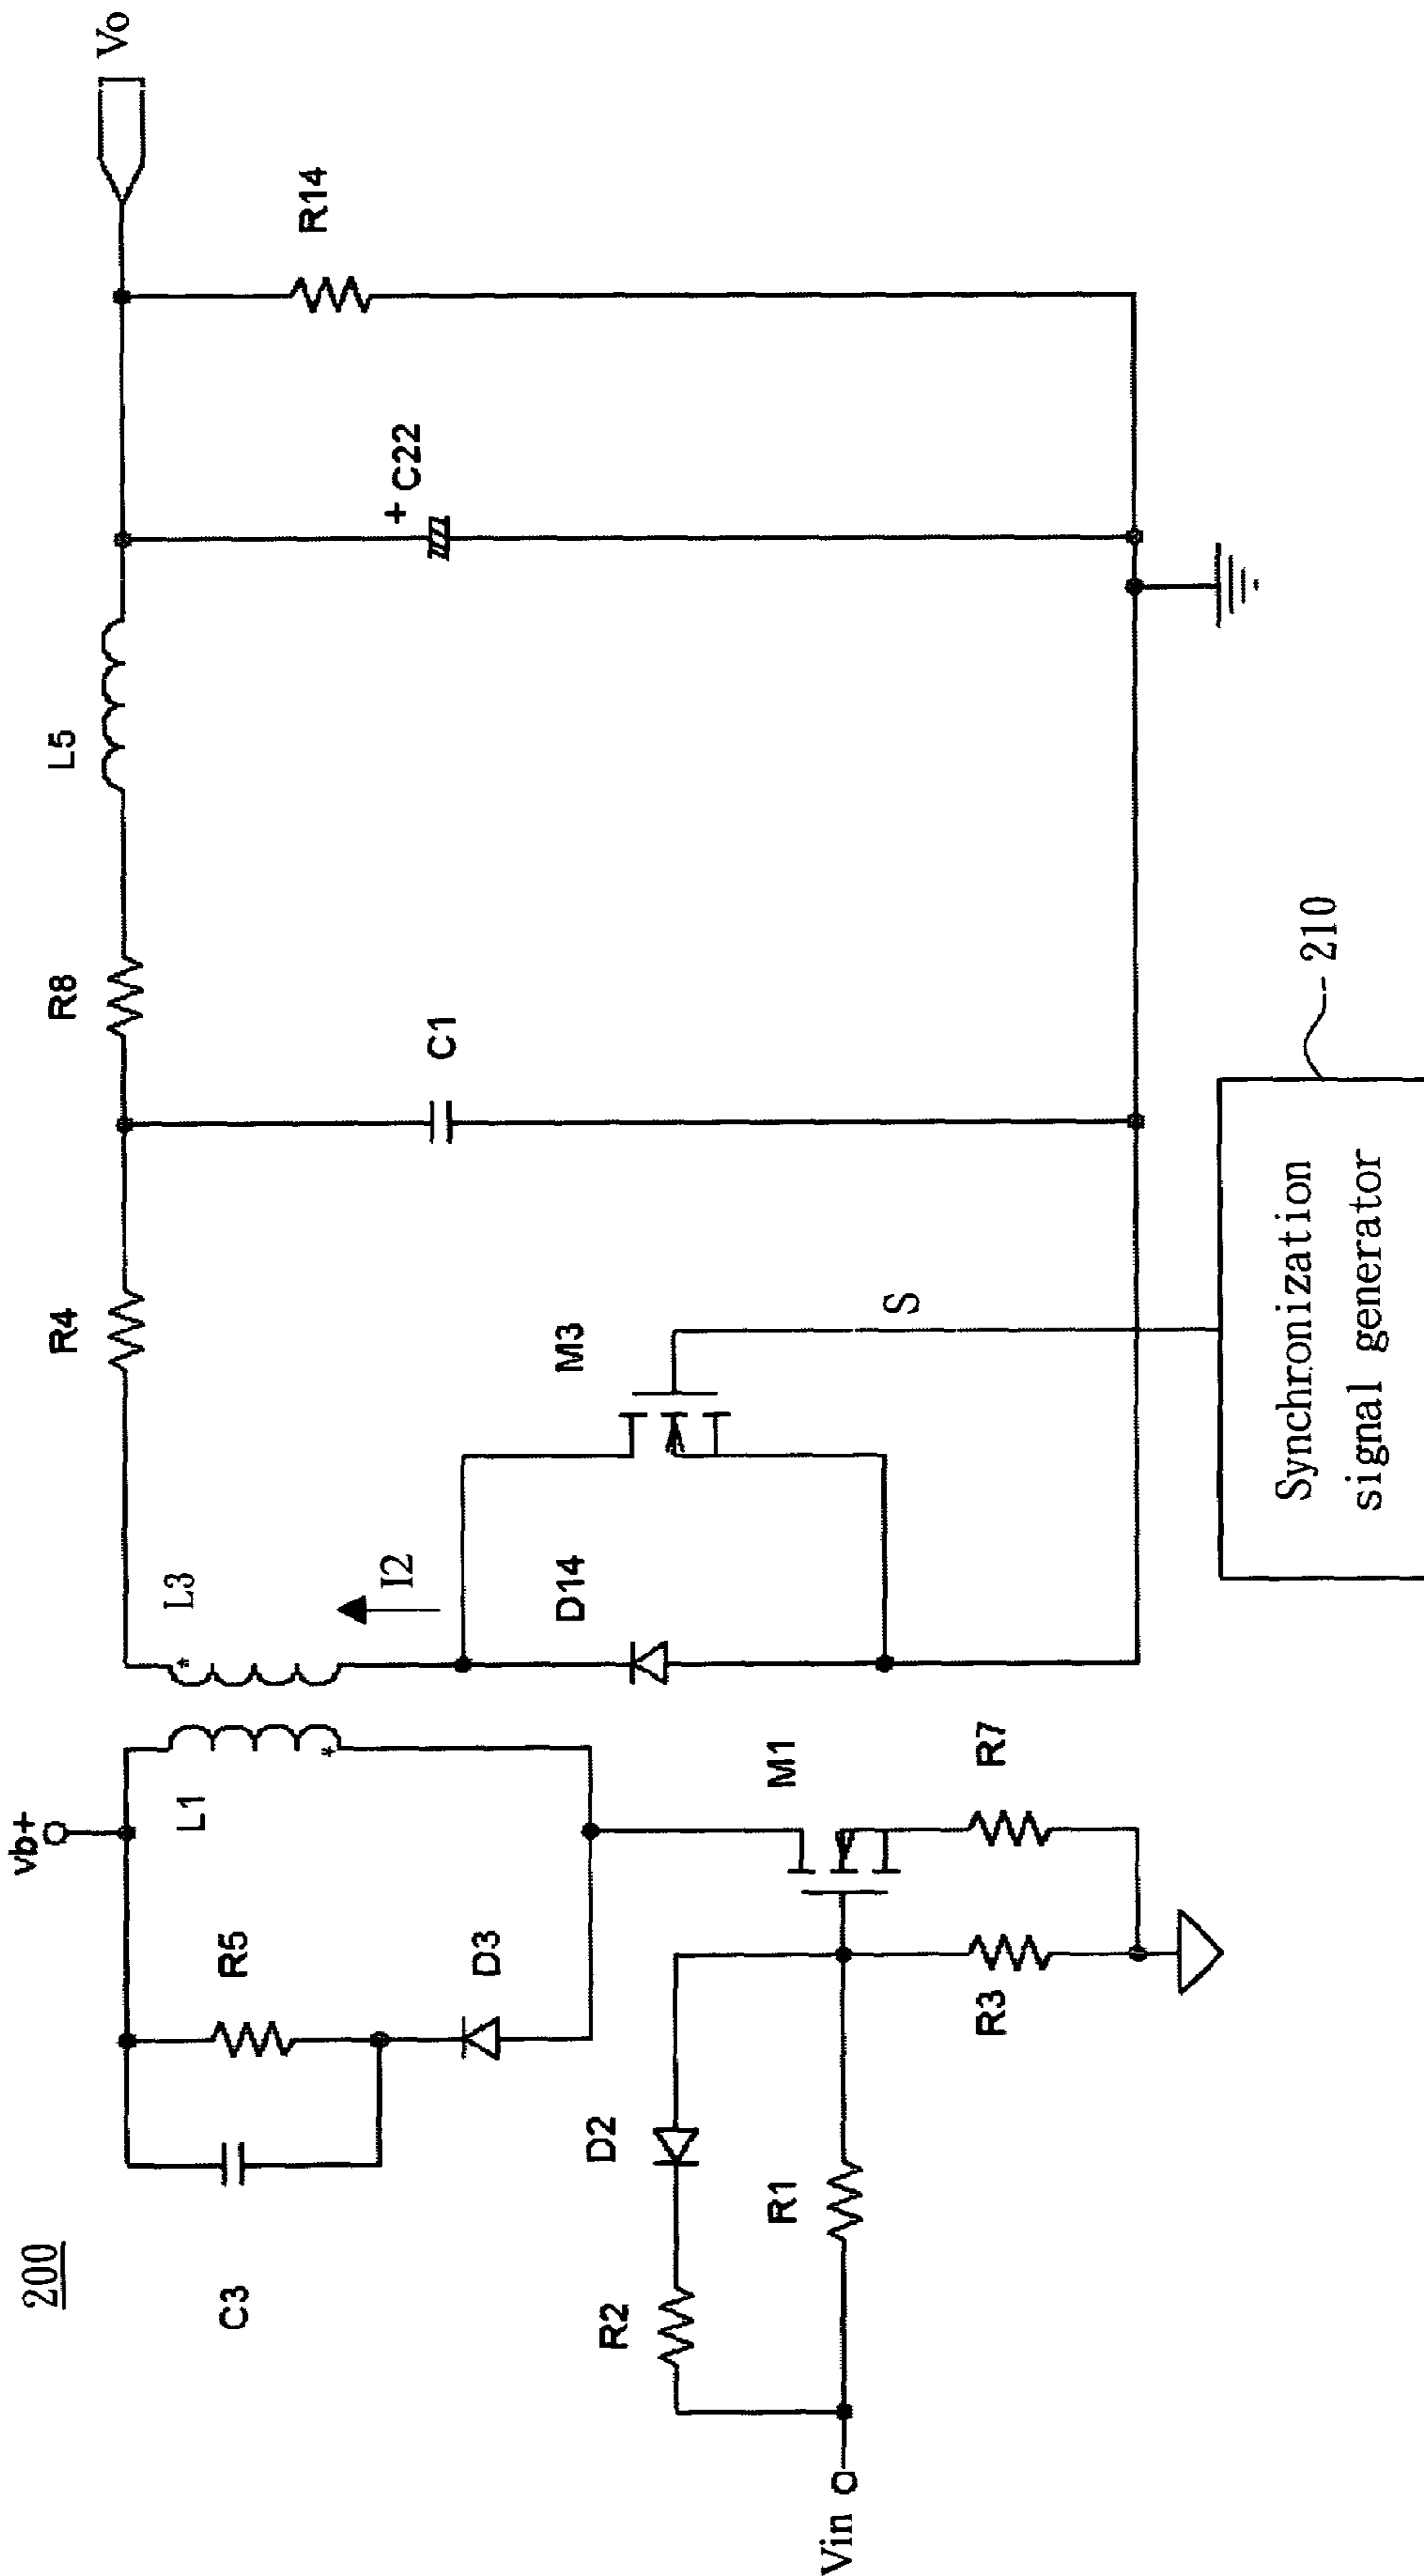 200
C3
R5
D3
vb+
L1
L3
I2
R4
R8
L5
Vo
C1
+
C22
R14
D14
M3
S
R2
D2
R1
Vin
M1
R3
R7
Synchronization
signal generator
210
*
*